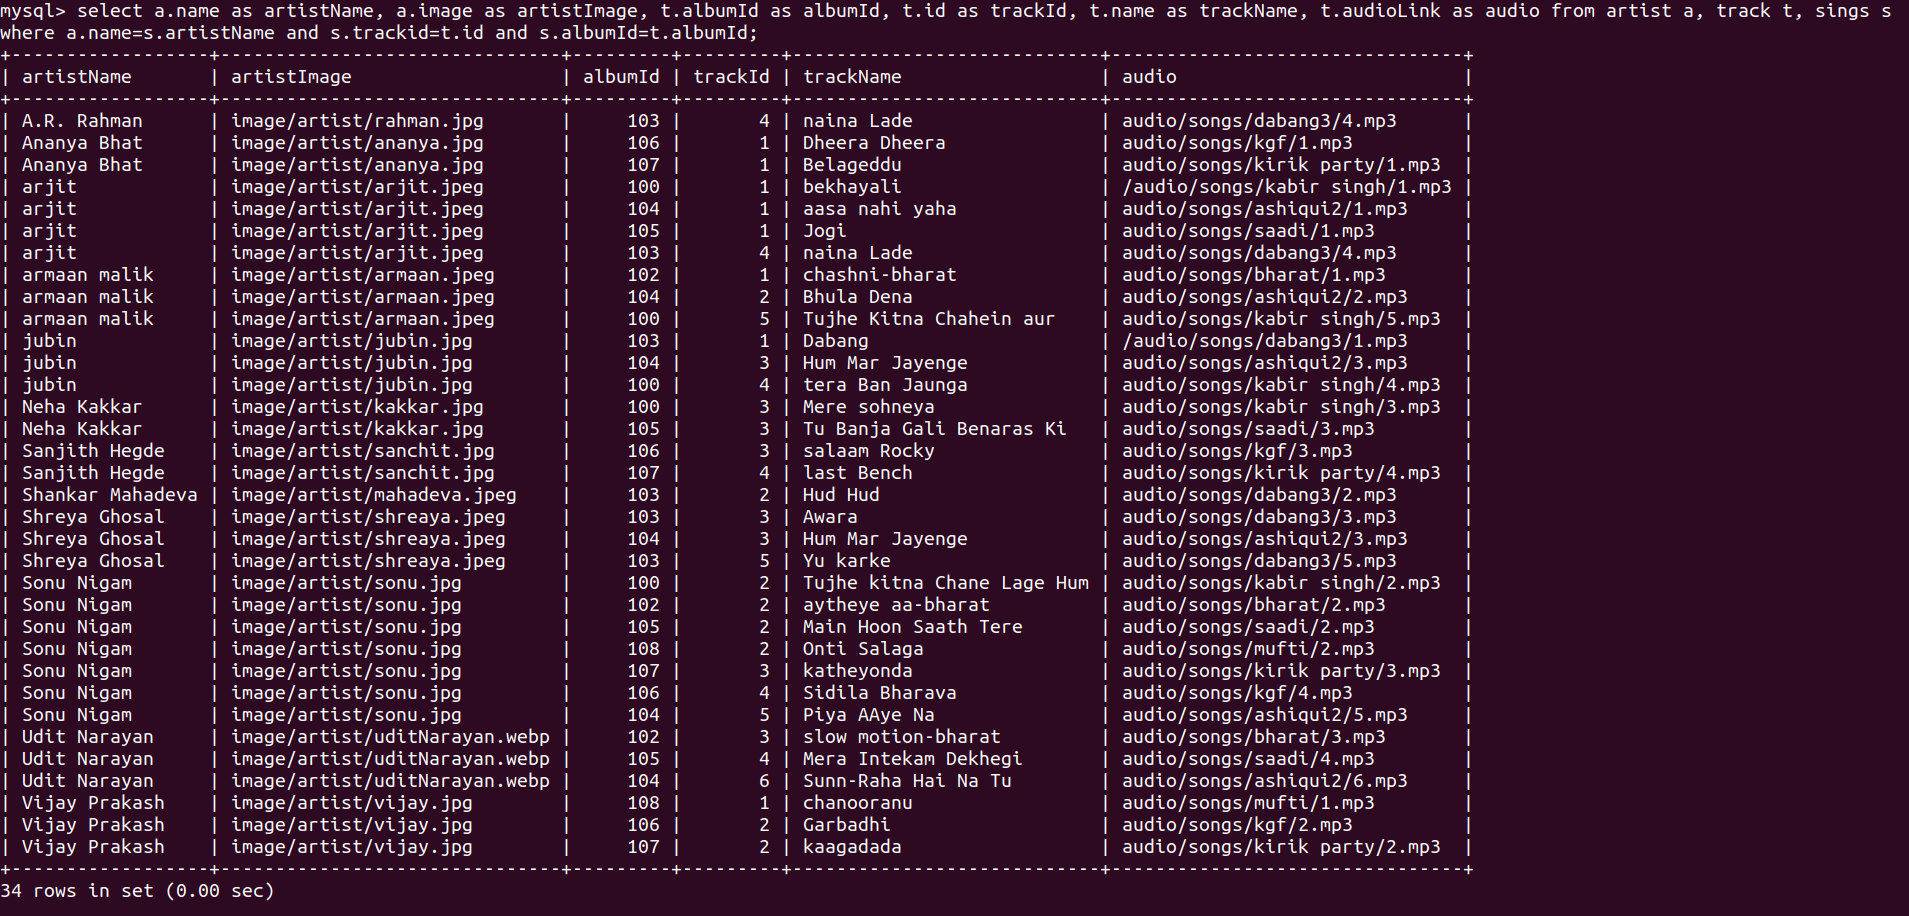 mysql> select a.name as artistName, a.image as artistImage, t.albumId as albumId, t.id as trackId, t.name as trackName, t.audioLink as audio from artist a, track t, sings s
where a.name=s.artistName and s.trackid=t.id and s.albumId=t.albumId;
+------------------+-------------------------------+---------+---------+----------------------------+--------------------------------+
| artistName       | artistImage                   | albumId | trackId | trackName                  | audio                          |
+------------------+-------------------------------+---------+---------+----------------------------+--------------------------------+
| A.R. Rahman      | image/artist/rahman.jpg       |     103 |       4 | naina Lade                 | audio/songs/dabang3/4.mp3      |
| Ananya Bhat      | image/artist/ananya.jpg       |     106 |       1 | Dheera Dheera              | audio/songs/kgf/1.mp3          |
| Ananya Bhat      | image/artist/ananya.jpg       |     107 |       1 | Belageddu                  | audio/songs/kirik party/1.mp3  |
| arjit            | image/artist/arjit.jpeg       |     100 |       1 | bekhayali                  | /audio/songs/kabir singh/1.mp3 |
| arjit            | image/artist/arjit.jpeg       |     104 |       1 | aasa nahi yaha             | audio/songs/ashiqui2/1.mp3     |
| arjit            | image/artist/arjit.jpeg       |     105 |       1 | Jogi                       | audio/songs/saadi/1.mp3        |
| arjit            | image/artist/arjit.jpeg       |     103 |       4 | naina Lade                 | audio/songs/dabang3/4.mp3      |
| armaan malik     | image/artist/armaan.jpeg      |     102 |       1 | chashni-bharat             | audio/songs/bharat/1.mp3       |
| armaan malik     | image/artist/armaan.jpeg      |     104 |       2 | Bhula Dena                 | audio/songs/ashiqui2/2.mp3     |
| armaan malik     | image/artist/armaan.jpeg      |     100 |       5 | Tujhe Kitna Chahein aur    | audio/songs/kabir singh/5.mp3  |
| jubin            | image/artist/jubin.jpg        |     103 |       1 | Dabang                     | /audio/songs/dabang3/1.mp3     |
| jubin            | image/artist/jubin.jpg        |     104 |       3 | Hum Mar Jayenge            | audio/songs/ashiqui2/3.mp3     |
| jubin            | image/artist/jubin.jpg        |     100 |       4 | tera Ban Jaunga            | audio/songs/kabir singh/4.mp3  |
| Neha Kakkar      | image/artist/kakkar.jpg       |     100 |       3 | Mere sohneya               | audio/songs/kabir singh/3.mp3  |
| Neha Kakkar      | image/artist/kakkar.jpg       |     105 |       3 | Tu Banja Gali Benaras Ki   | audio/songs/saadi/3.mp3        |
| Sanjith Hegde    | image/artist/sanchit.jpg      |     106 |       3 | salaam Rocky               | audio/songs/kgf/3.mp3          |
| Sanjith Hegde    | image/artist/sanchit.jpg      |     107 |       4 | last Bench                 | audio/songs/kirik party/4.mp3  |
| Shankar Mahadeva | image/artist/mahadeva.jpeg    |     103 |       2 | Hud Hud                    | audio/songs/dabang3/2.mp3      |
| Shreya Ghosal    | image/artist/shreaya.jpeg     |     103 |       3 | Awara                      | audio/songs/dabang3/3.mp3      |
| Shreya Ghosal    | image/artist/shreaya.jpeg     |     104 |       3 | Hum Mar Jayenge            | audio/songs/ashiqui2/3.mp3     |
| Shreya Ghosal    | image/artist/shreaya.jpeg     |     103 |       5 | Yu karke                   | audio/songs/dabang3/5.mp3      |
| Sonu Nigam       | image/artist/sonu.jpg         |     100 |       2 | Tujhe kitna Chane Lage Hum | audio/songs/kabir singh/2.mp3  |
| Sonu Nigam       | image/artist/sonu.jpg         |     102 |       2 | aytheye aa-bharat          | audio/songs/bharat/2.mp3       |
| Sonu Nigam       | image/artist/sonu.jpg         |     105 |       2 | Main Hoon Saath Tere       | audio/songs/saadi/2.mp3        |
| Sonu Nigam       | image/artist/sonu.jpg         |     108 |       2 | Onti Salaga                | audio/songs/mufti/2.mp3        |
| Sonu Nigam       | image/artist/sonu.jpg         |     107 |       3 | katheyonda                 | audio/songs/kirik party/3.mp3  |
| Sonu Nigam       | image/artist/sonu.jpg         |     106 |       4 | Sidila Bharava             | audio/songs/kgf/4.mp3          |
| Sonu Nigam       | image/artist/sonu.jpg         |     104 |       5 | Piya AAye Na               | audio/songs/ashiqui2/5.mp3     |
| Udit Narayan     | image/artist/uditNarayan.webp |     102 |       3 | slow motion-bharat         | audio/songs/bharat/3.mp3       |
| Udit Narayan     | image/artist/uditNarayan.webp |     105 |       4 | Mera Intekam Dekhegi       | audio/songs/saadi/4.mp3        |
| Udit Narayan     | image/artist/uditNarayan.webp |     104 |       6 | Sunn-Raha Hai Na Tu        | audio/songs/ashiqui2/6.mp3     |
| Vijay Prakash    | image/artist/vijay.jpg        |     108 |       1 | chanooranu                 | audio/songs/mufti/1.mp3        |
| Vijay Prakash    | image/artist/vijay.jpg        |     106 |       2 | Garbadhi                   | audio/songs/kgf/2.mp3          |
| Vijay Prakash    | image/artist/vijay.jpg        |     107 |       2 | kaagadada                  | audio/songs/kirik party/2.mp3  |
+------------------+-------------------------------+---------+---------+----------------------------+--------------------------------+
34 rows in set (0.00 sec)